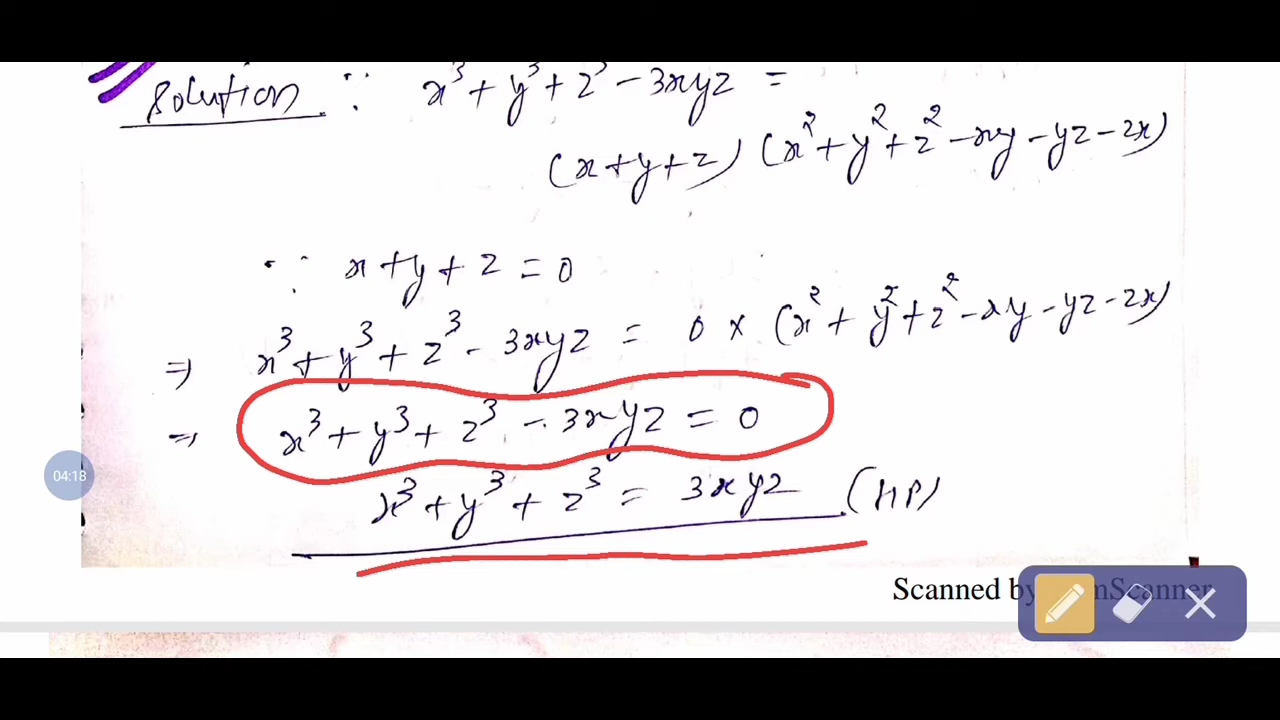 Solution ∵ x³ + y³ + z³ - 3xyz =
(x+y+z) (x² + y² + z² - xy - yz - zx)
∵ x+y+z = 0
⇒ x³ + y³ + z³ - 3xyz = 0 × (x² + y² + z² - xy - yz - zx)
⇒ x³ + y³ + z³ - 3xyz = 0
04:18
x³ + y³ + z³ = 3xyz (HP)
Scanned by